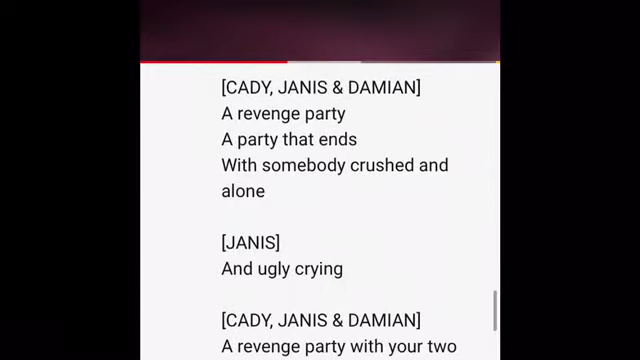 [CADY, JANIS & DAMIAN]
A revenge party
A party that ends
With somebody crushed and
alone
[JANIS]
And ugly crying
[CADY, JANIS & DAMIAN]
A revenge party with your two